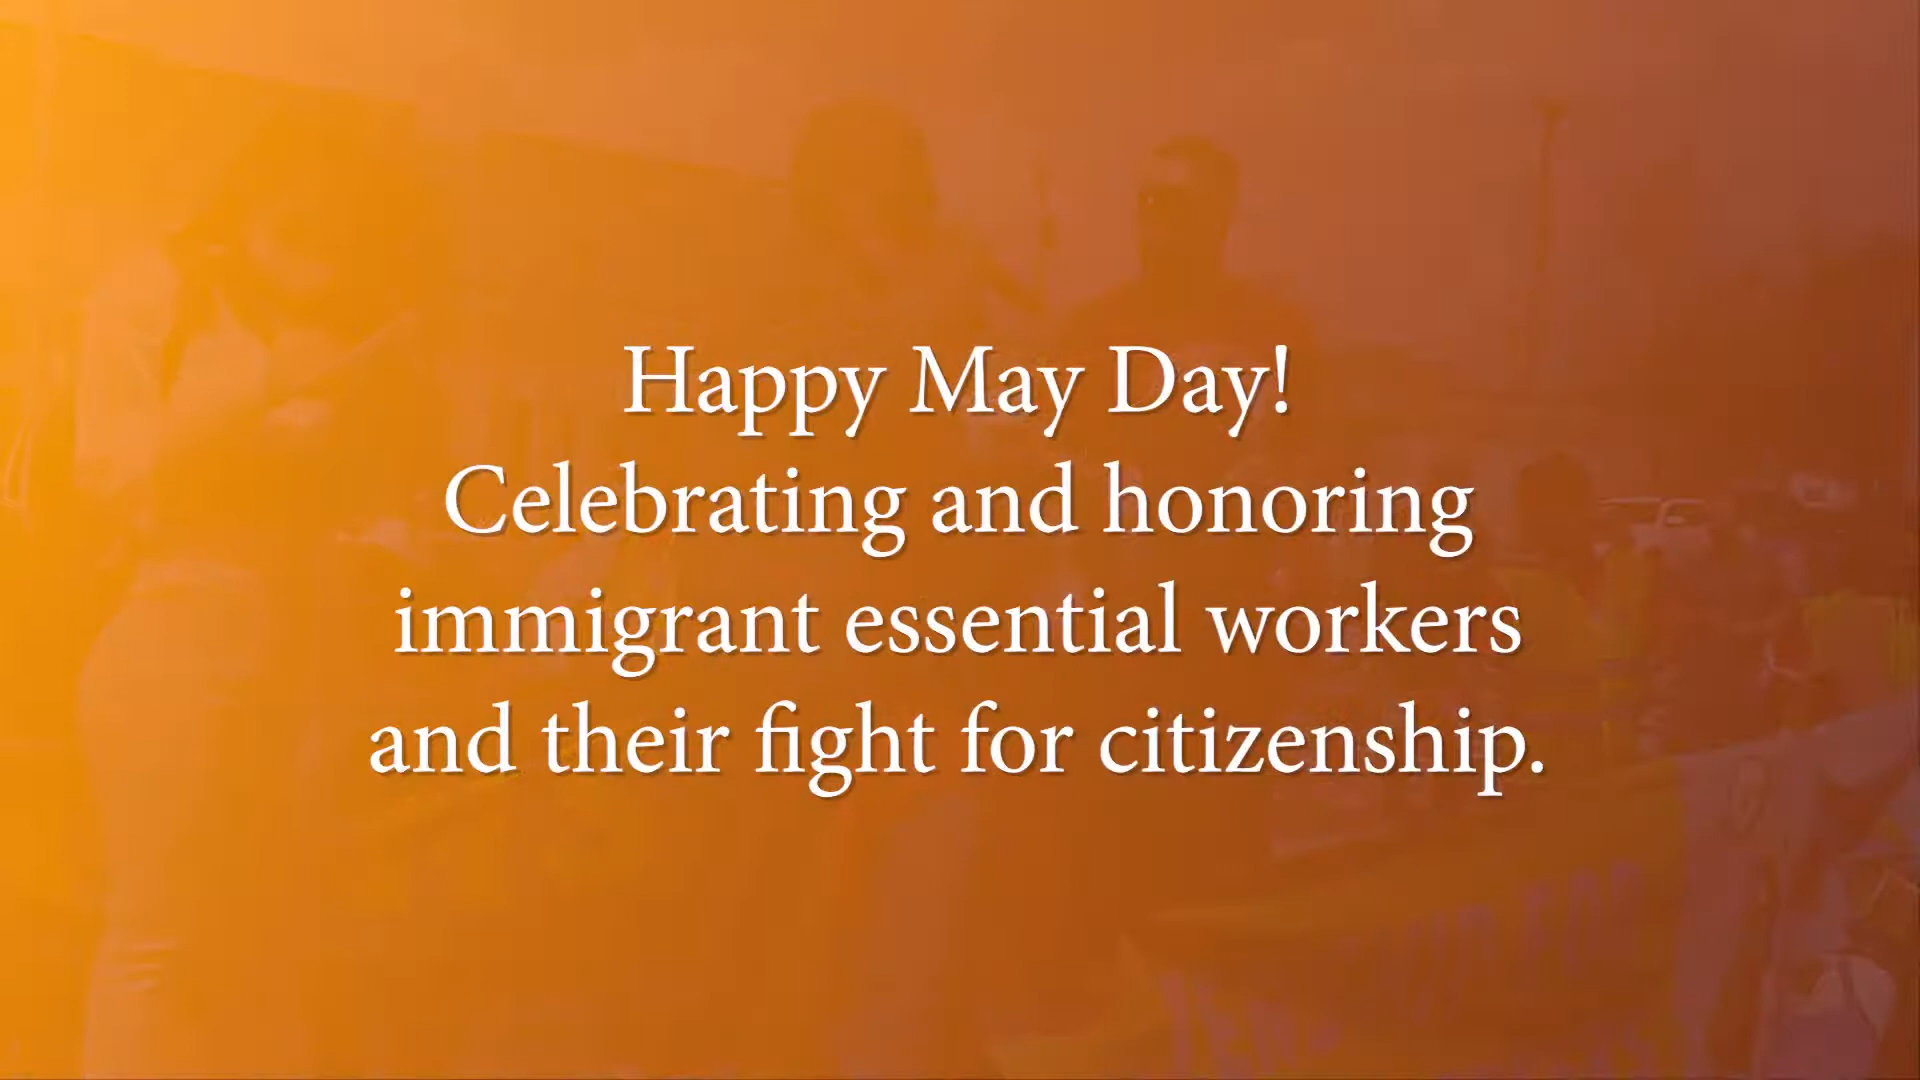 Happy May Day!
Celebrating and honoring
immigrant essential workers
and their fight for citizenship.